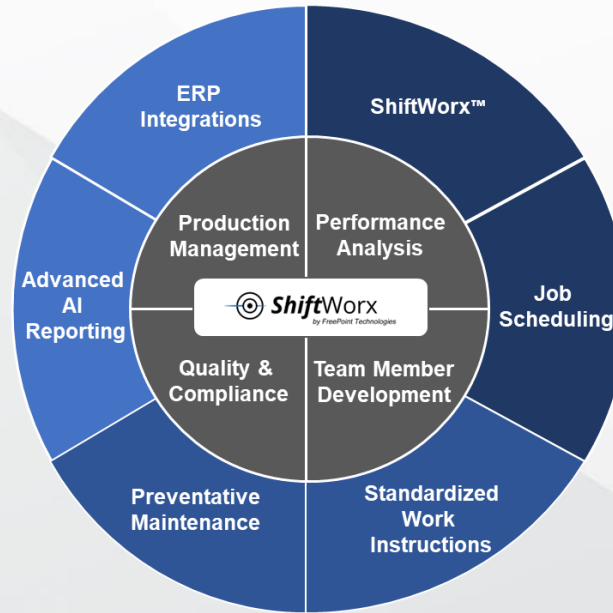 ERP
Integrations
ShiftWorx™
Production
Management
Performance
Analysis
Advanced
AI
Reporting
ShiftWorx
by FreePoint Technologies
Job
Scheduling
Quality &
Compliance
Team Member
Development
Preventative
Maintenance
Standardized
Work
Instructions